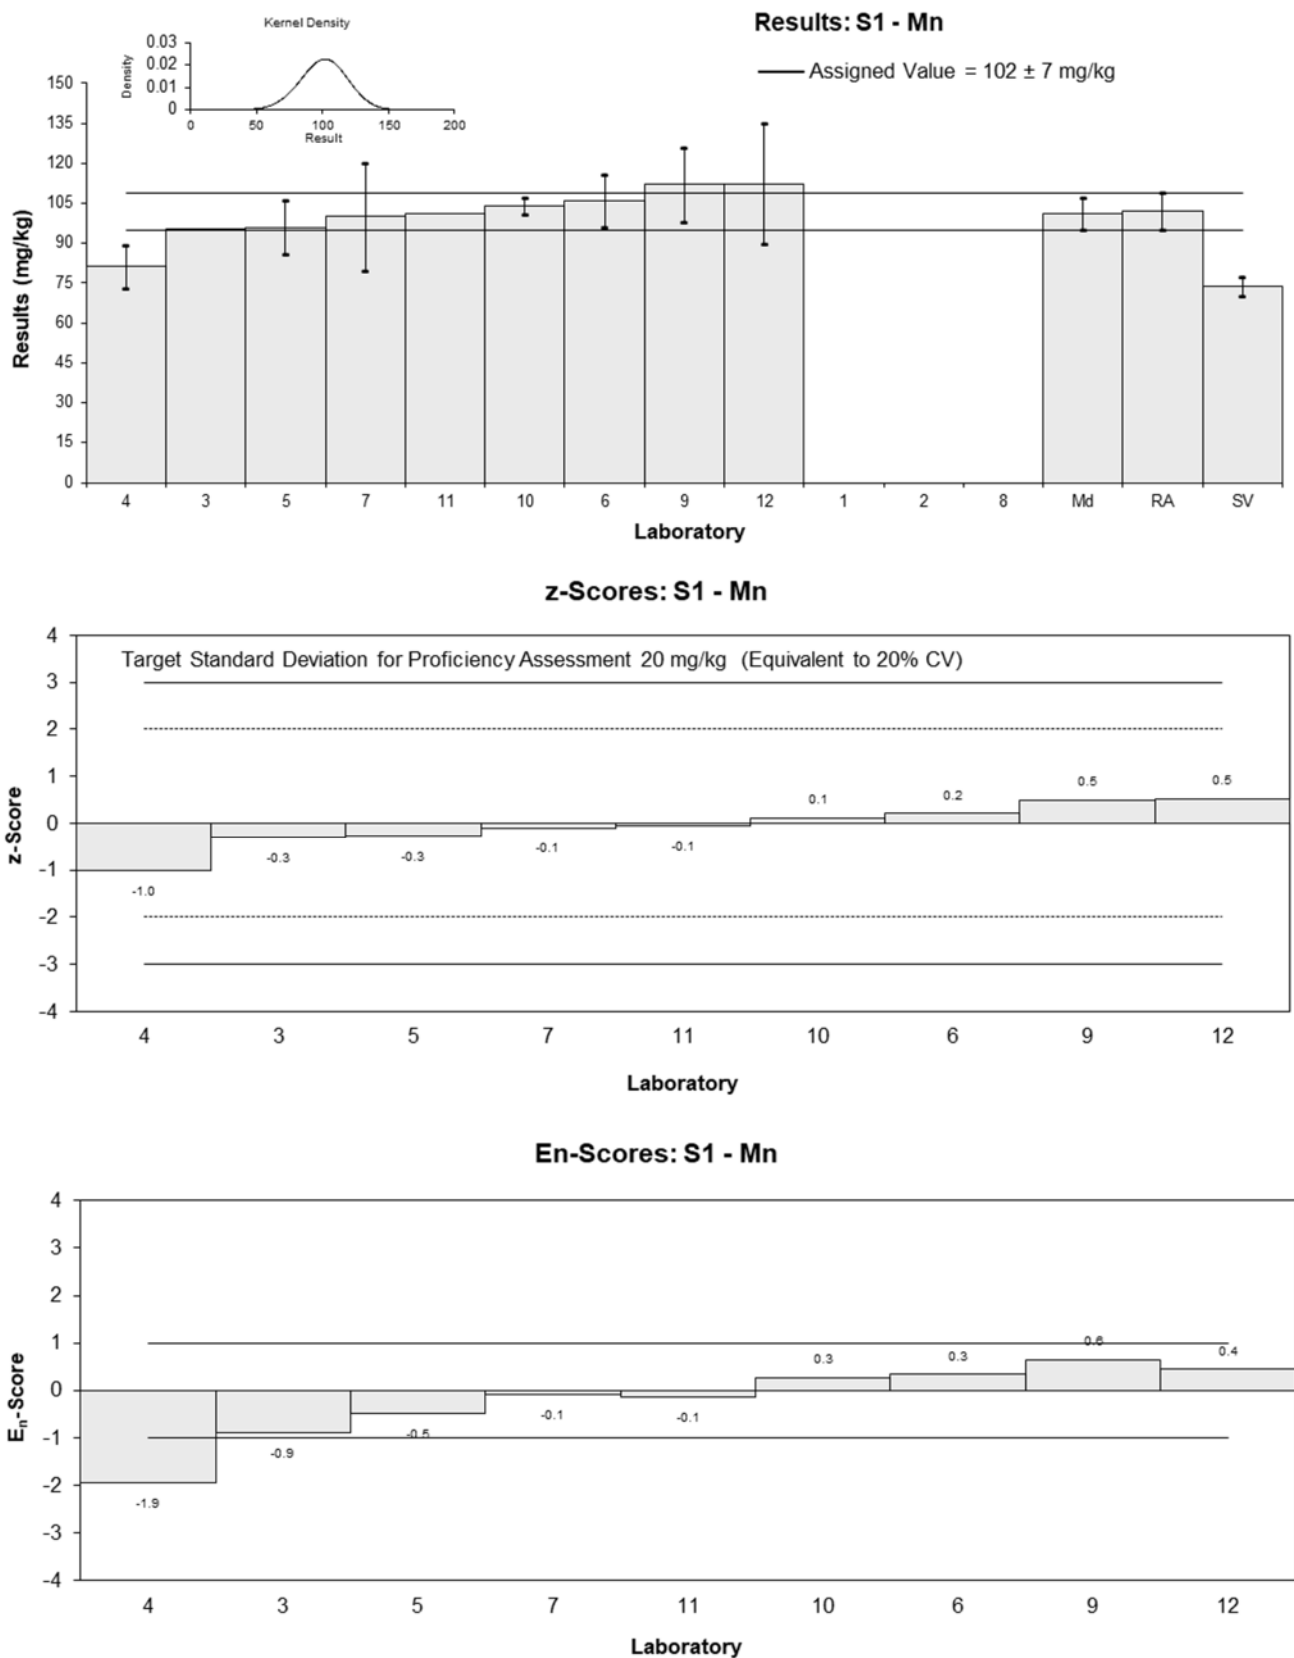 Results: S1 - Mn
Assigned Value = 102 ± 7 mg/kg
Kernel Density
Density
0.03
0.02
0.01
0
0 50 100 150 200
Result
Results (mg/kg)
150
135
120
105
90
75
60
45
30
15
0
4 3 5 7 11 10 6 9 12 1 2 8 Md RA SV
Laboratory
z-Scores: S1 - Mn
Target Standard Deviation for Proficiency Assessment 20 mg/kg (Equivalent to 20% CV)
z-Score
4
3
2
1
0
-1
-2
-3
-4
-1.0 -0.3 -0.3 -0.1 -0.1 0.1 0.2 0.5 0.5
4 3 5 7 11 10 6 9 12
Laboratory
En-Scores: S1 - Mn
En-Score
4
3
2
1
0
-1
-2
-3
-4
-1.9 -0.9 -0.5 -0.1 -0.1 0.3 0.3 0.6 0.4
4 3 5 7 11 10 6 9 12
Laboratory